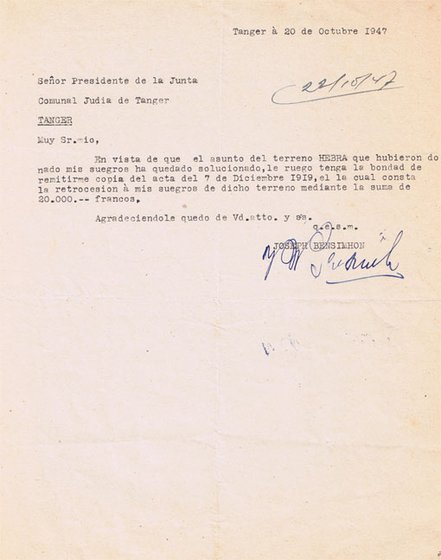 Tanger à 20 de Octubre 1947
Señor Presidente de la Junta
22/10/47
Comunal Judia de Tanger
TANGER
Muy Sr.mio,
En vista de que el asunto del terreno HEBRA que hubieron do
nado mis suegros ha quedado solucionado,le ruego tenga la bondad de
remitirme copia del acta del 7 de Diciembre 1919,el la cual consta
la retrocesion à mis suegros de dicho terreno mediante la suma de
20.000.-- francos.
Agradeciendole quedo de Vd.atto. y ss.
q.e.s.m.
JOSEPH BENSIMHON